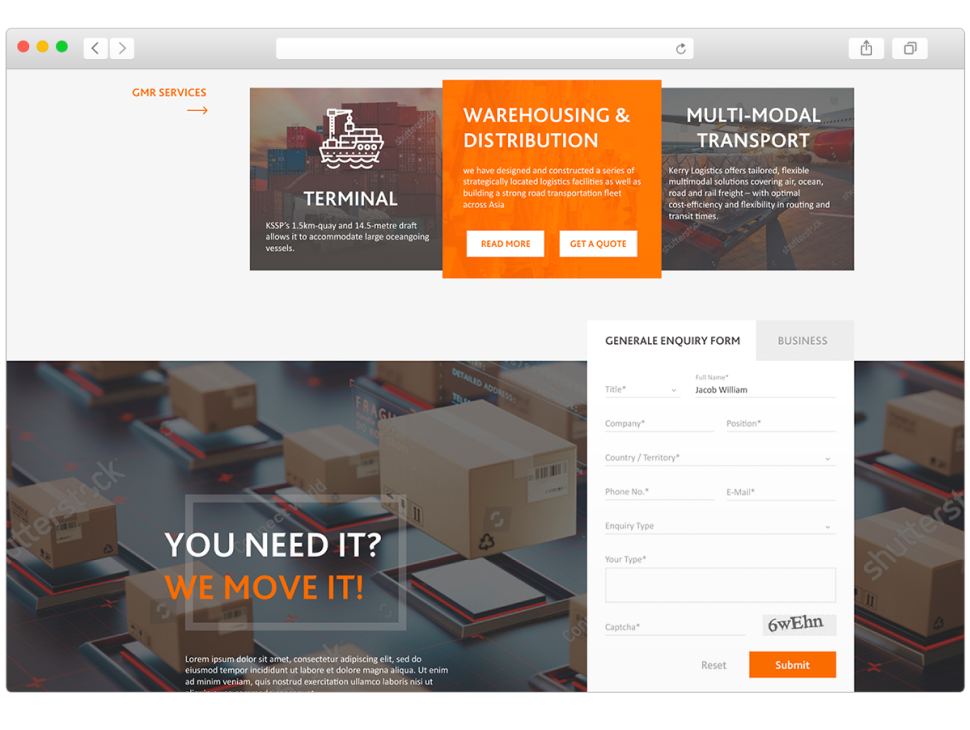 GMR SERVICES
TERMINAL
KSSP's 1.5km-quay and 14.5-metre draft
allows it to accommodate large oceangoing
vessels.
WAREHOUSING &
DISTRIBUTION
we have designed and constructed a series of
strategically located logistics facilities as well as
building a strong road transportation fleet
across Asia
READ MORE
GET A QUOTE
MULTI-MODAL
TRANSPORT
Kerry Logistics offers tailored, flexible
multimodal solutions covering air, ocean,
road and rail freight – with optimal
cost-efficiency and flexibility in routing and
transit times.
shutterstock
GENERALE ENQUIRY FORM
BUSINESS
Title*
Full Name*
Jacob William
Company*
Position*
Country / Territory*
Phone No.*
E-Mail*
Enquiry Type
Your Type*
Captcha*
6wEhn
Reset
Submit
DETAILED ADDRESS:
FRAG
shutterstock
YOU NEED IT?
WE MOVE IT!
Lorem ipsum dolor sit amet, consectetur adipiscing elit, sed do
eiusmod tempor incididunt ut labore et dolore magna aliqua. Ut enim
ad minim veniam, quis nostrud exercitation ullamco laboris nisi ut
shutterst